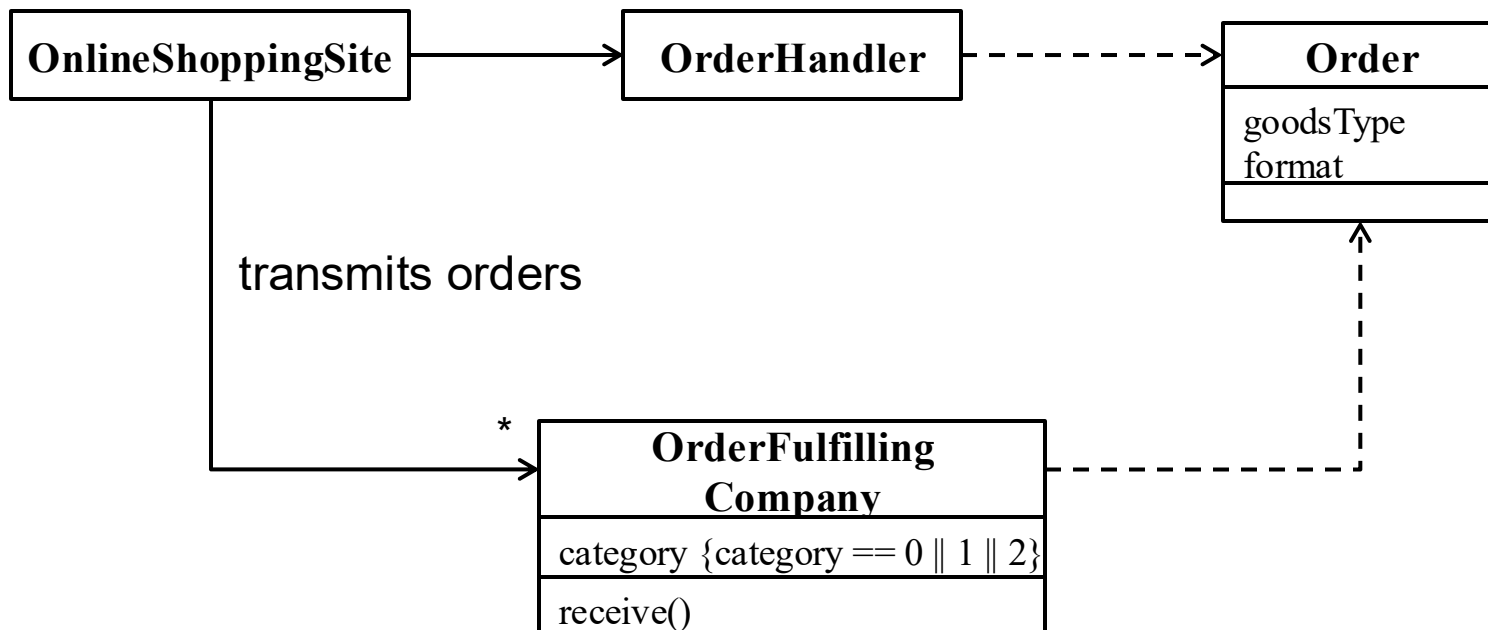 OnlineShoppingSite
OrderHandler
Order
goodsType
format
transmits orders
*
OrderFulfilling
Company
category {category == 0 || 1 || 2}
receive()